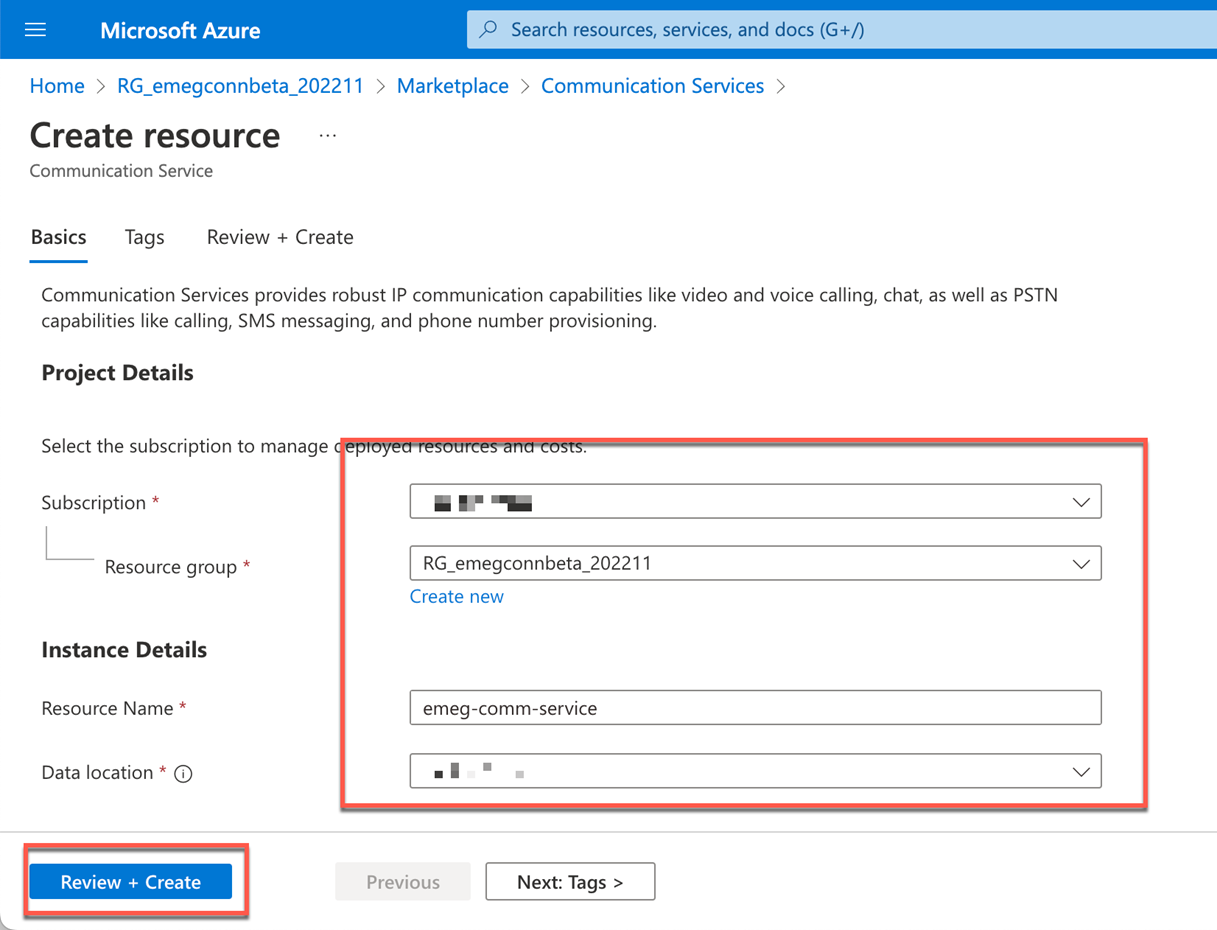 Microsoft Azure
Search resources, services, and docs (G+/)
Home > RG_emegconnbeta_202211 > Marketplace > Communication Services >
Create resource ...
Communication Service
Basics Tags Review + Create
Communication Services provides robust IP communication capabilities like video and voice calling, chat, as well as PSTN
capabilities like calling, SMS messaging, and phone number provisioning.
Project Details
Select the subscription to manage deployed resources and costs.
Subscription *
Resource group *
RG_emegconnbeta_202211
Create new
Instance Details
Resource Name *
emeg-comm-service
Data location *
Review + Create
Previous
Next: Tags >